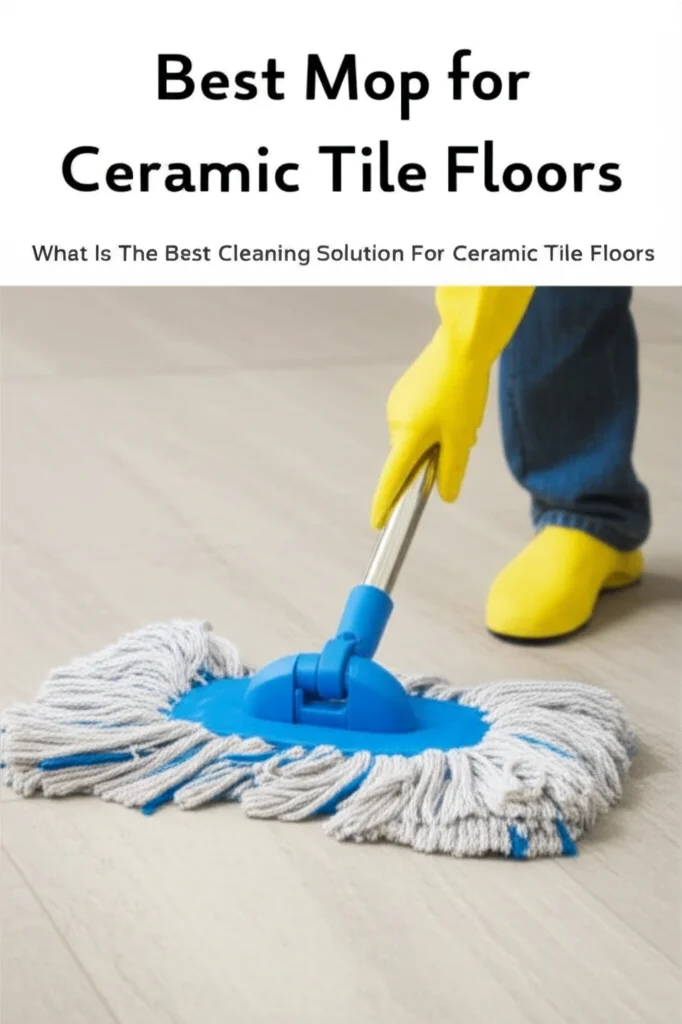 Best Mop for
Ceramic Tile Floors
What Is The Best Cleaning Solution For Ceramic Tile Floors